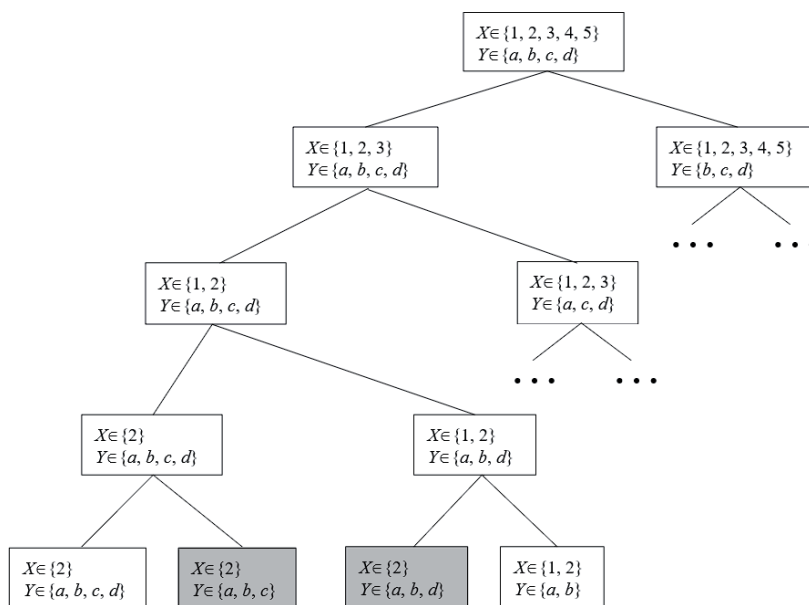 X∈{1, 2, 3, 4, 5}
Y∈{a, b, c, d}
X∈{1, 2, 3}
Y∈{a, b, c, d}
X∈{1, 2, 3, 4, 5}
Y∈{b, c, d}
• • •
• • •
X∈{1, 2}
Y∈{a, b, c, d}
X∈{1, 2, 3}
Y∈{a, c, d}
• • •
• • •
X∈{2}
Y∈{a, b, c, d}
X∈{1, 2}
Y∈{a, b, d}
X∈{2}
Y∈{a, b, c, d}
X∈{2}
Y∈{a, b, c}
X∈{2}
Y∈{a, b, d}
X∈{1, 2}
Y∈{a, b}